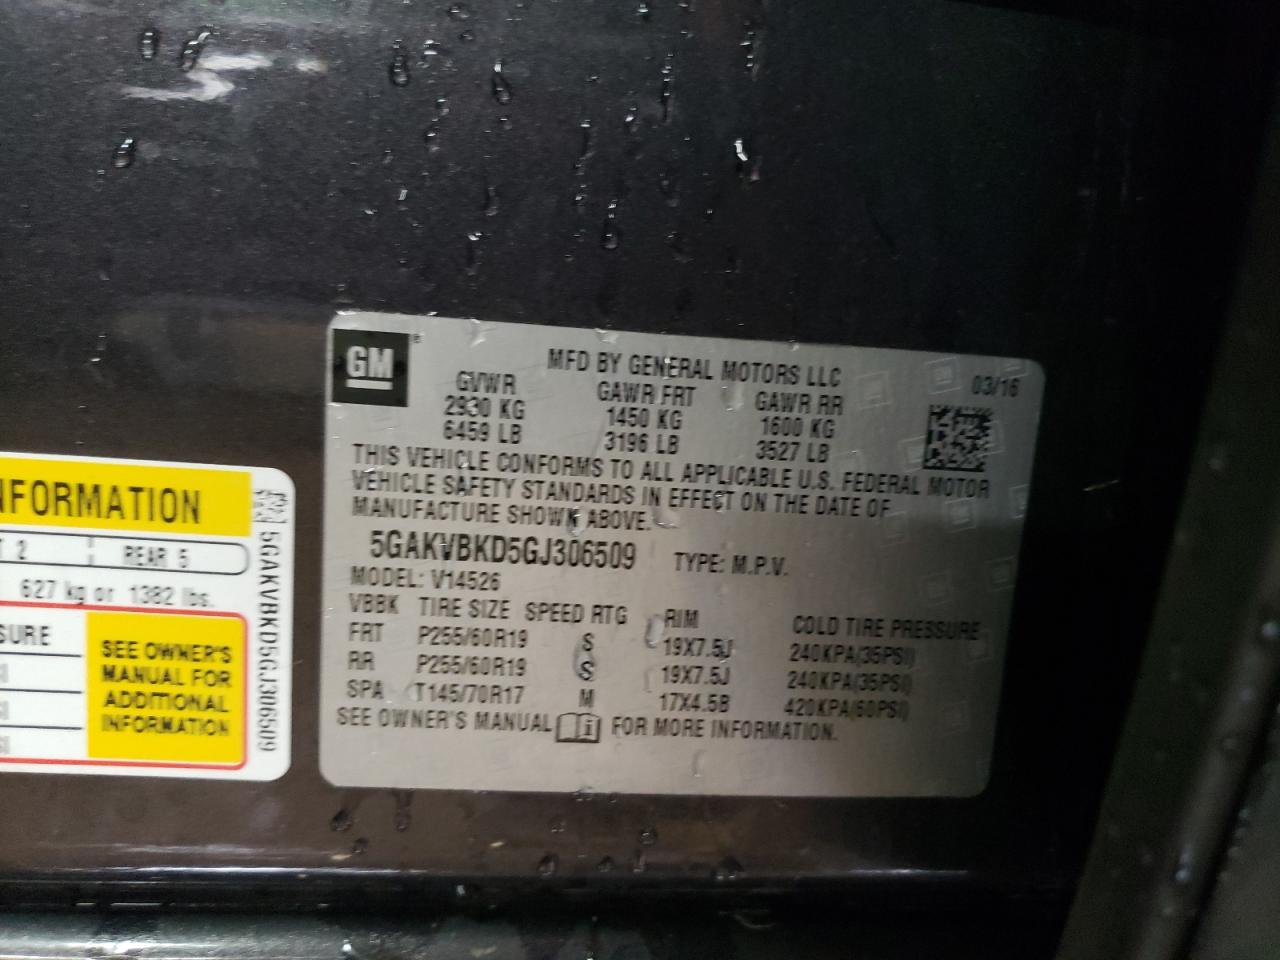 GM
MFD BY GENERAL MOTORS LLC
03/16
GVWR GAWR FRT GAWR RR
2930 KG 1450 KG 1600 KG
6459 LB 3196 LB 3527 LB
THIS VEHICLE CONFORMS TO ALL APPLICABLE U.S. FEDERAL MOTOR
VEHICLE SAFETY STANDARDS IN EFFECT ON THE DATE OF
MANUFACTURE SHOWN ABOVE.
5GAKVBKD5GJ306509 TYPE: M.P.V.
MODEL: V14526
VBBK TIRE SIZE SPEED RTG RIM COLD TIRE PRESSURE
FRT P255/60R19 S 19X7.5J 240KPA(35PSI)
RR P255/60R19 S 19X7.5J 240KPA(35PSI)
SPA T145/70R17 M 17X4.5B 420KPA(60PSI)
SEE OWNER'S MANUAL FOR MORE INFORMATION.
NFORMATION
T 2 REAR 5
627 kg or 1382 lbs.
SURE
SEE OWNER'S
MANUAL FOR
ADDITIONAL
INFORMATION
5GAKVBKD5GJ306509